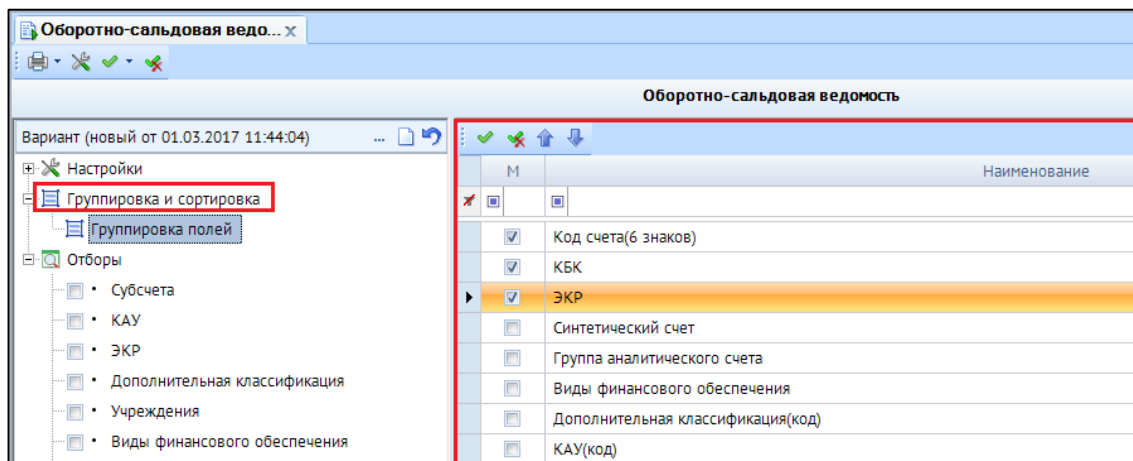 Оборотно-сальдовая ведо... x
Оборотно-сальдовая ведомость
Вариант (новый от 01.03.2017 11:44:04) ...
Настройки
Группировка и сортировка
Группировка полей
Отборы
• Субсчета
• КАУ
• ЭКР
• Дополнительная классификация
• Учреждения
• Виды финансового обеспечения
М Наименование
Код счета(6 знаков)
КБК
ЭКР
Синтетический счет
Группа аналитического счета
Виды финансового обеспечения
Дополнительная классификация(код)
КАУ(код)